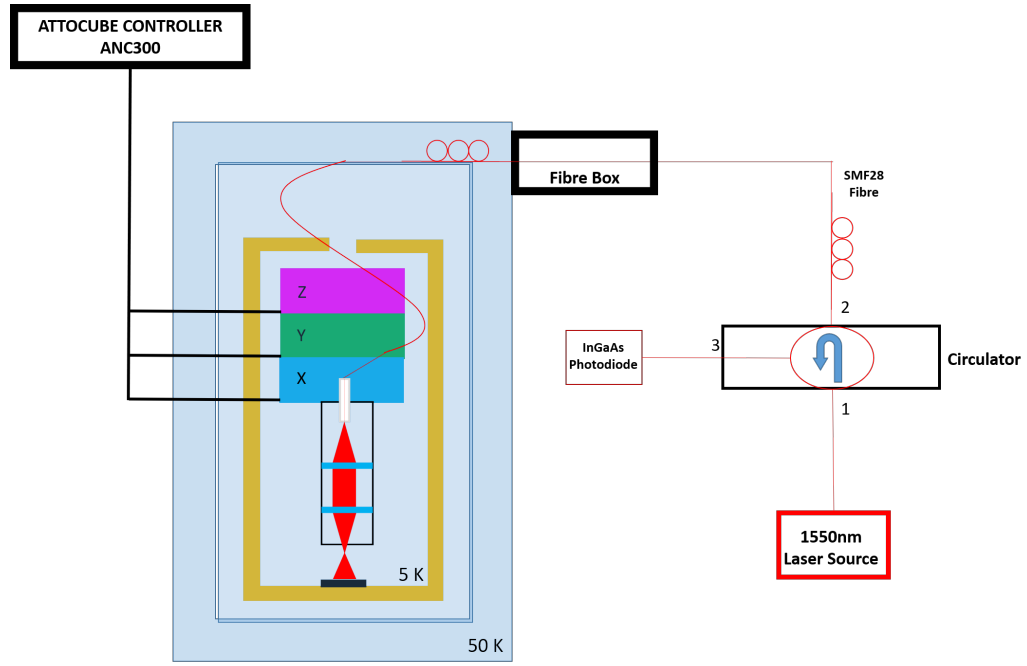 ATTOCUBE CONTROLLER
ANC300
Fibre Box
SMF28
Fibre
Z
Y
X
2
InGaAs
Photodiode
3
Circulator
1
1550nm
Laser Source
5 K
50 K